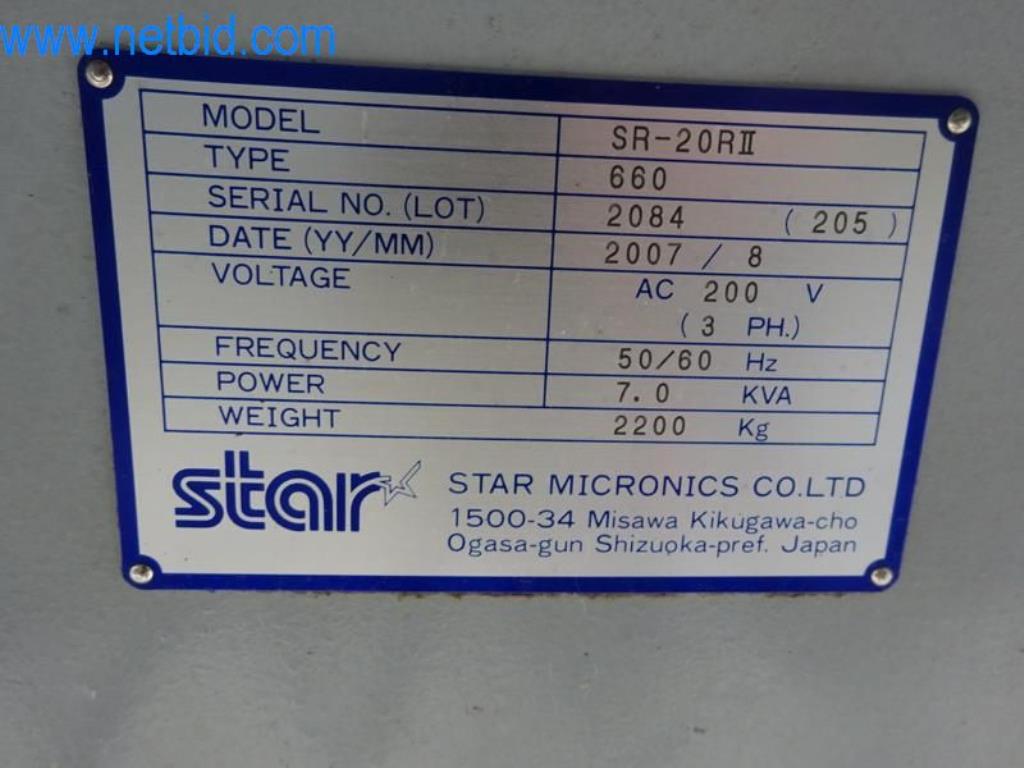 www.netbid.com
MODEL SR-20RⅡ
TYPE 660
SERIAL NO. (LOT) 2084 ( 205 )
DATE (YY/MM) 2007 / 8
VOLTAGE AC 200 V
( 3 PH.)
FREQUENCY 50/60 Hz
POWER 7.0 KVA
WEIGHT 2200 Kg
star STAR MICRONICS CO.LTD
1500-34 Misawa Kikugawa-cho
Ogasa-gun Shizuoka-pref. Japan